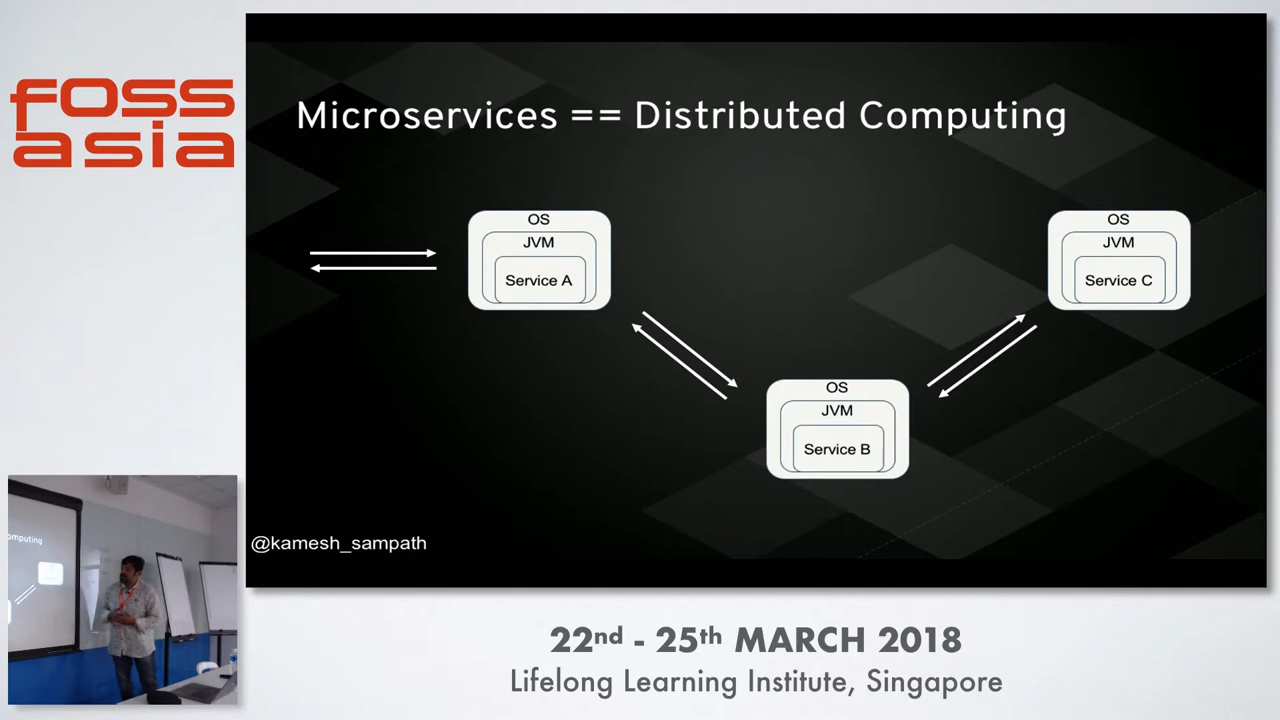 foss
asia
Microservices == Distributed Computing
OS
JVM
Service A
OS
JVM
Service C
OS
JVM
Service B
@kamesh_sampath
omputing
22nd - 25th MARCH 2018
Lifelong Learning Institute, Singapore